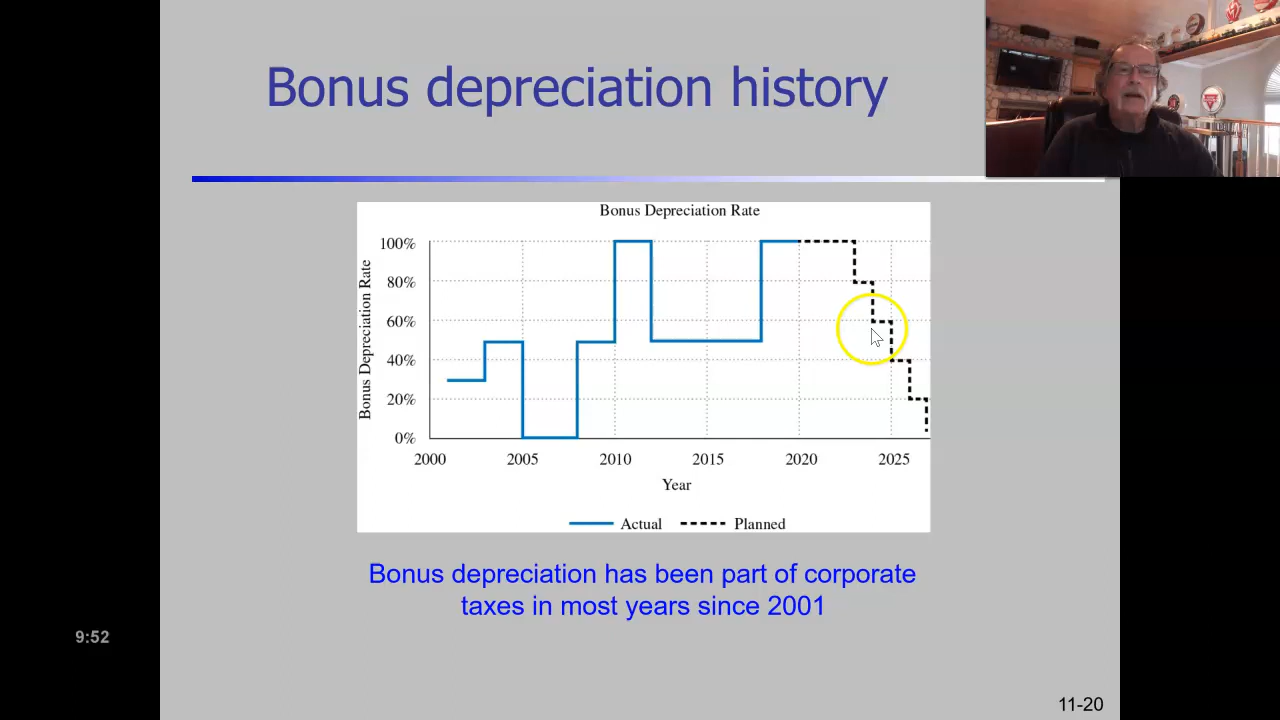 Bonus depreciation history
Bonus Depreciation Rate
Bonus Depreciation Rate
100%
80%
60%
40%
20%
0%
2000 2005 2010 2015 2020 2025
Year
Actual Planned
Bonus depreciation has been part of corporate
taxes in most years since 2001
9:52
11-20